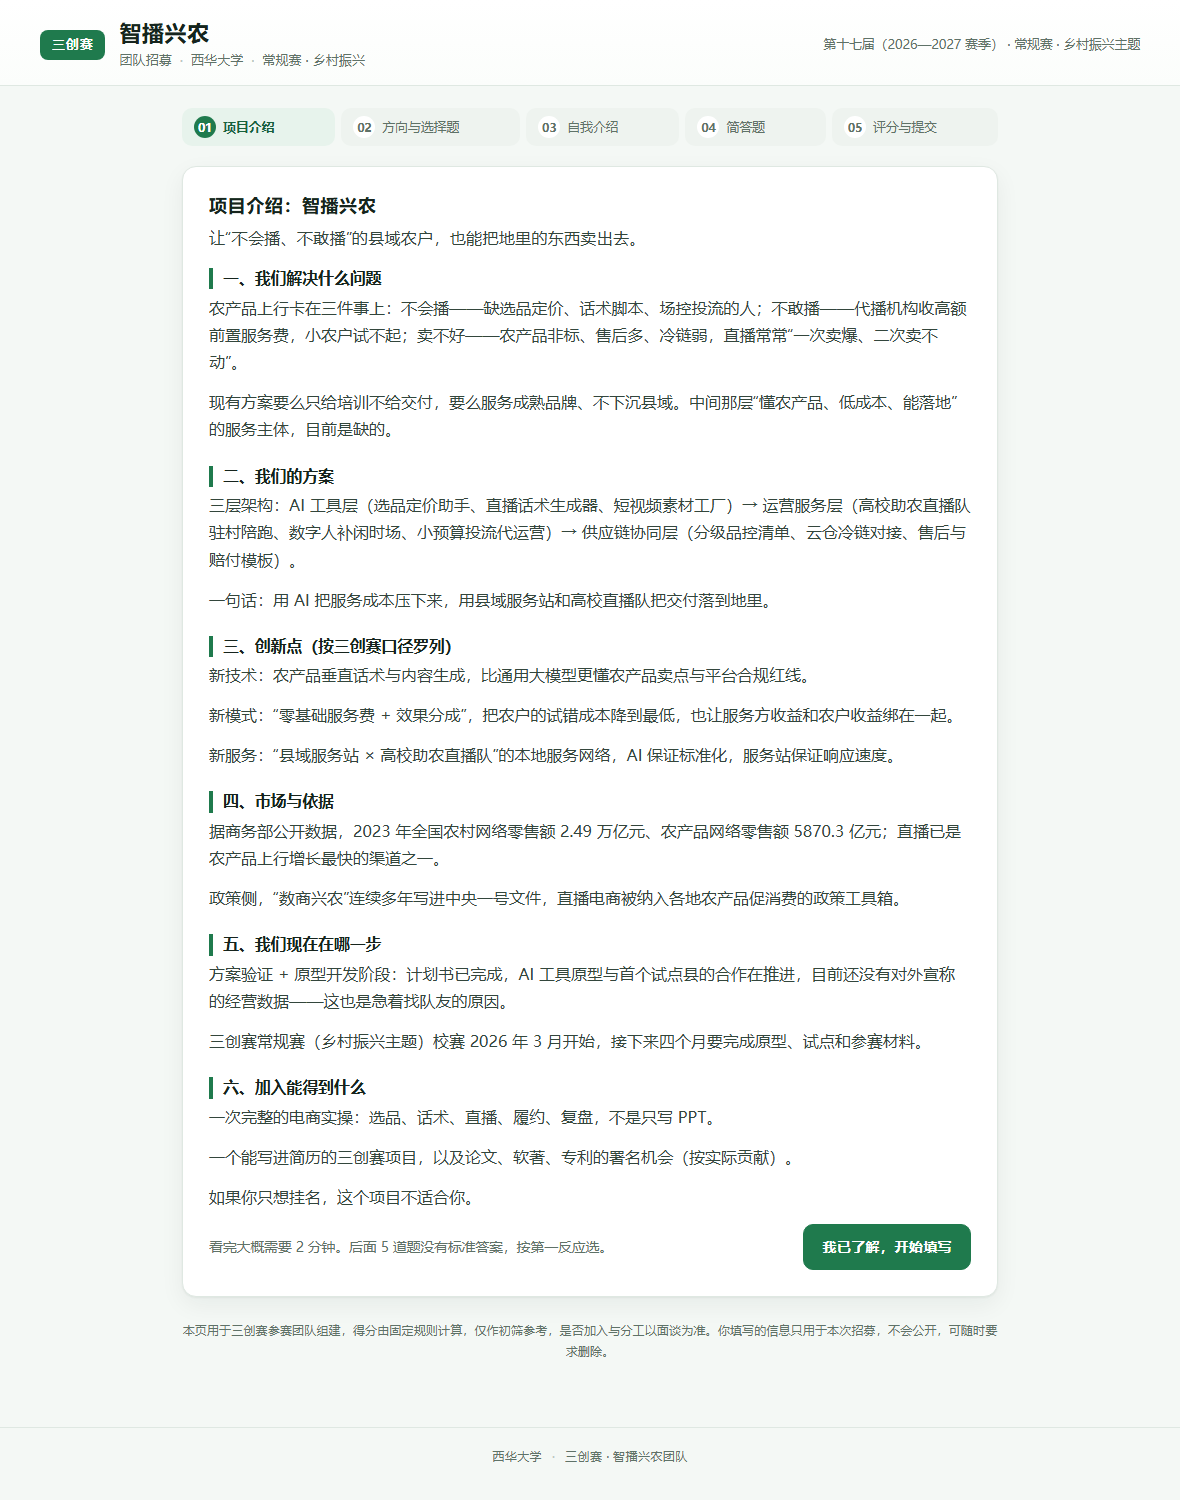 三创赛
智播兴农
团队招募 · 西华大学 · 常规赛 · 乡村振兴
第十七届（2026—2027 赛季）· 常规赛 · 乡村振兴主题
01 项目介绍
02 方向与选择题
03 自我介绍
04 简答题
05 评分与提交
项目介绍：智播兴农
让“不会播、不敢播”的县域农户，也能把地里的东西卖出去。
一、我们解决什么问题
农产品上行卡在三件事上：不会播——缺选品定价、话术脚本、场控投流的人；不敢播——代播机构收高额
前置服务费，小农户试不起；卖不好——农产品非标、售后多、冷链弱，直播常常“一次卖爆、二次卖不
动”。
现有方案要么只给培训不给交付，要么服务成熟品牌、不下沉县域。中间那层“懂农产品、低成本、能落地”
的服务主体，目前是缺的。
二、我们的方案
三层架构：AI 工具层（选品定价助手、直播话术生成器、短视频素材工厂）→ 运营服务层（高校助农直播队
驻村陪跑、数字人补闲时场、小预算投流代运营）→ 供应链协同层（分级品控清单、云仓冷链对接、售后与
赔付模板）。
一句话：用 AI 把服务成本压下来，用县域服务站和高校直播队把交付落到地里。
三、创新点（按三创赛口径罗列）
新技术：农产品垂直话术与内容生成，比通用大模型更懂农产品卖点与平台合规红线。
新模式：“零基础服务费 + 效果分成”，把农户的试错成本降到最低，也让服务方收益和农户收益绑在一起。
新服务：“县域服务站 × 高校助农直播队”的本地服务网络，AI 保证标准化，服务站保证响应速度。
四、市场与依据
据商务部公开数据，2023 年全国农村网络零售额 2.49 万亿元、农产品网络零售额 5870.3 亿元；直播已是
农产品上行增长最快的渠道之一。
政策侧，“数商兴农”连续多年写进中央一号文件，直播电商被纳入各地农产品促消费的政策工具箱。
五、我们现在在哪一步
方案验证 + 原型开发阶段：计划书已完成，AI 工具原型与首个试点县的合作在推进，目前还没有对外宣称
的经营数据——这也是急着找队友的原因。
三创赛常规赛（乡村振兴主题）校赛 2026 年 3 月开始，接下来四个月要完成原型、试点和参赛材料。
六、加入能得到什么
一次完整的电商实操：选品、话术、直播、履约、复盘，不是只写 PPT。
一个能写进简历的三创赛项目，以及论文、软著、专利的署名机会（按实际贡献）。
如果你只想挂名，这个项目不适合你。
看完大概需要 2 分钟。后面 5 道题没有标准答案，按第一反应选。
我已了解，开始填写
本页用于三创赛参赛团队组建，得分由固定规则计算，仅作初筛参考，是否加入与分工以面谈为准。你填写的信息只用于本次招募，不会公开，可随时要
求删除。
西华大学 · 三创赛 · 智播兴农团队